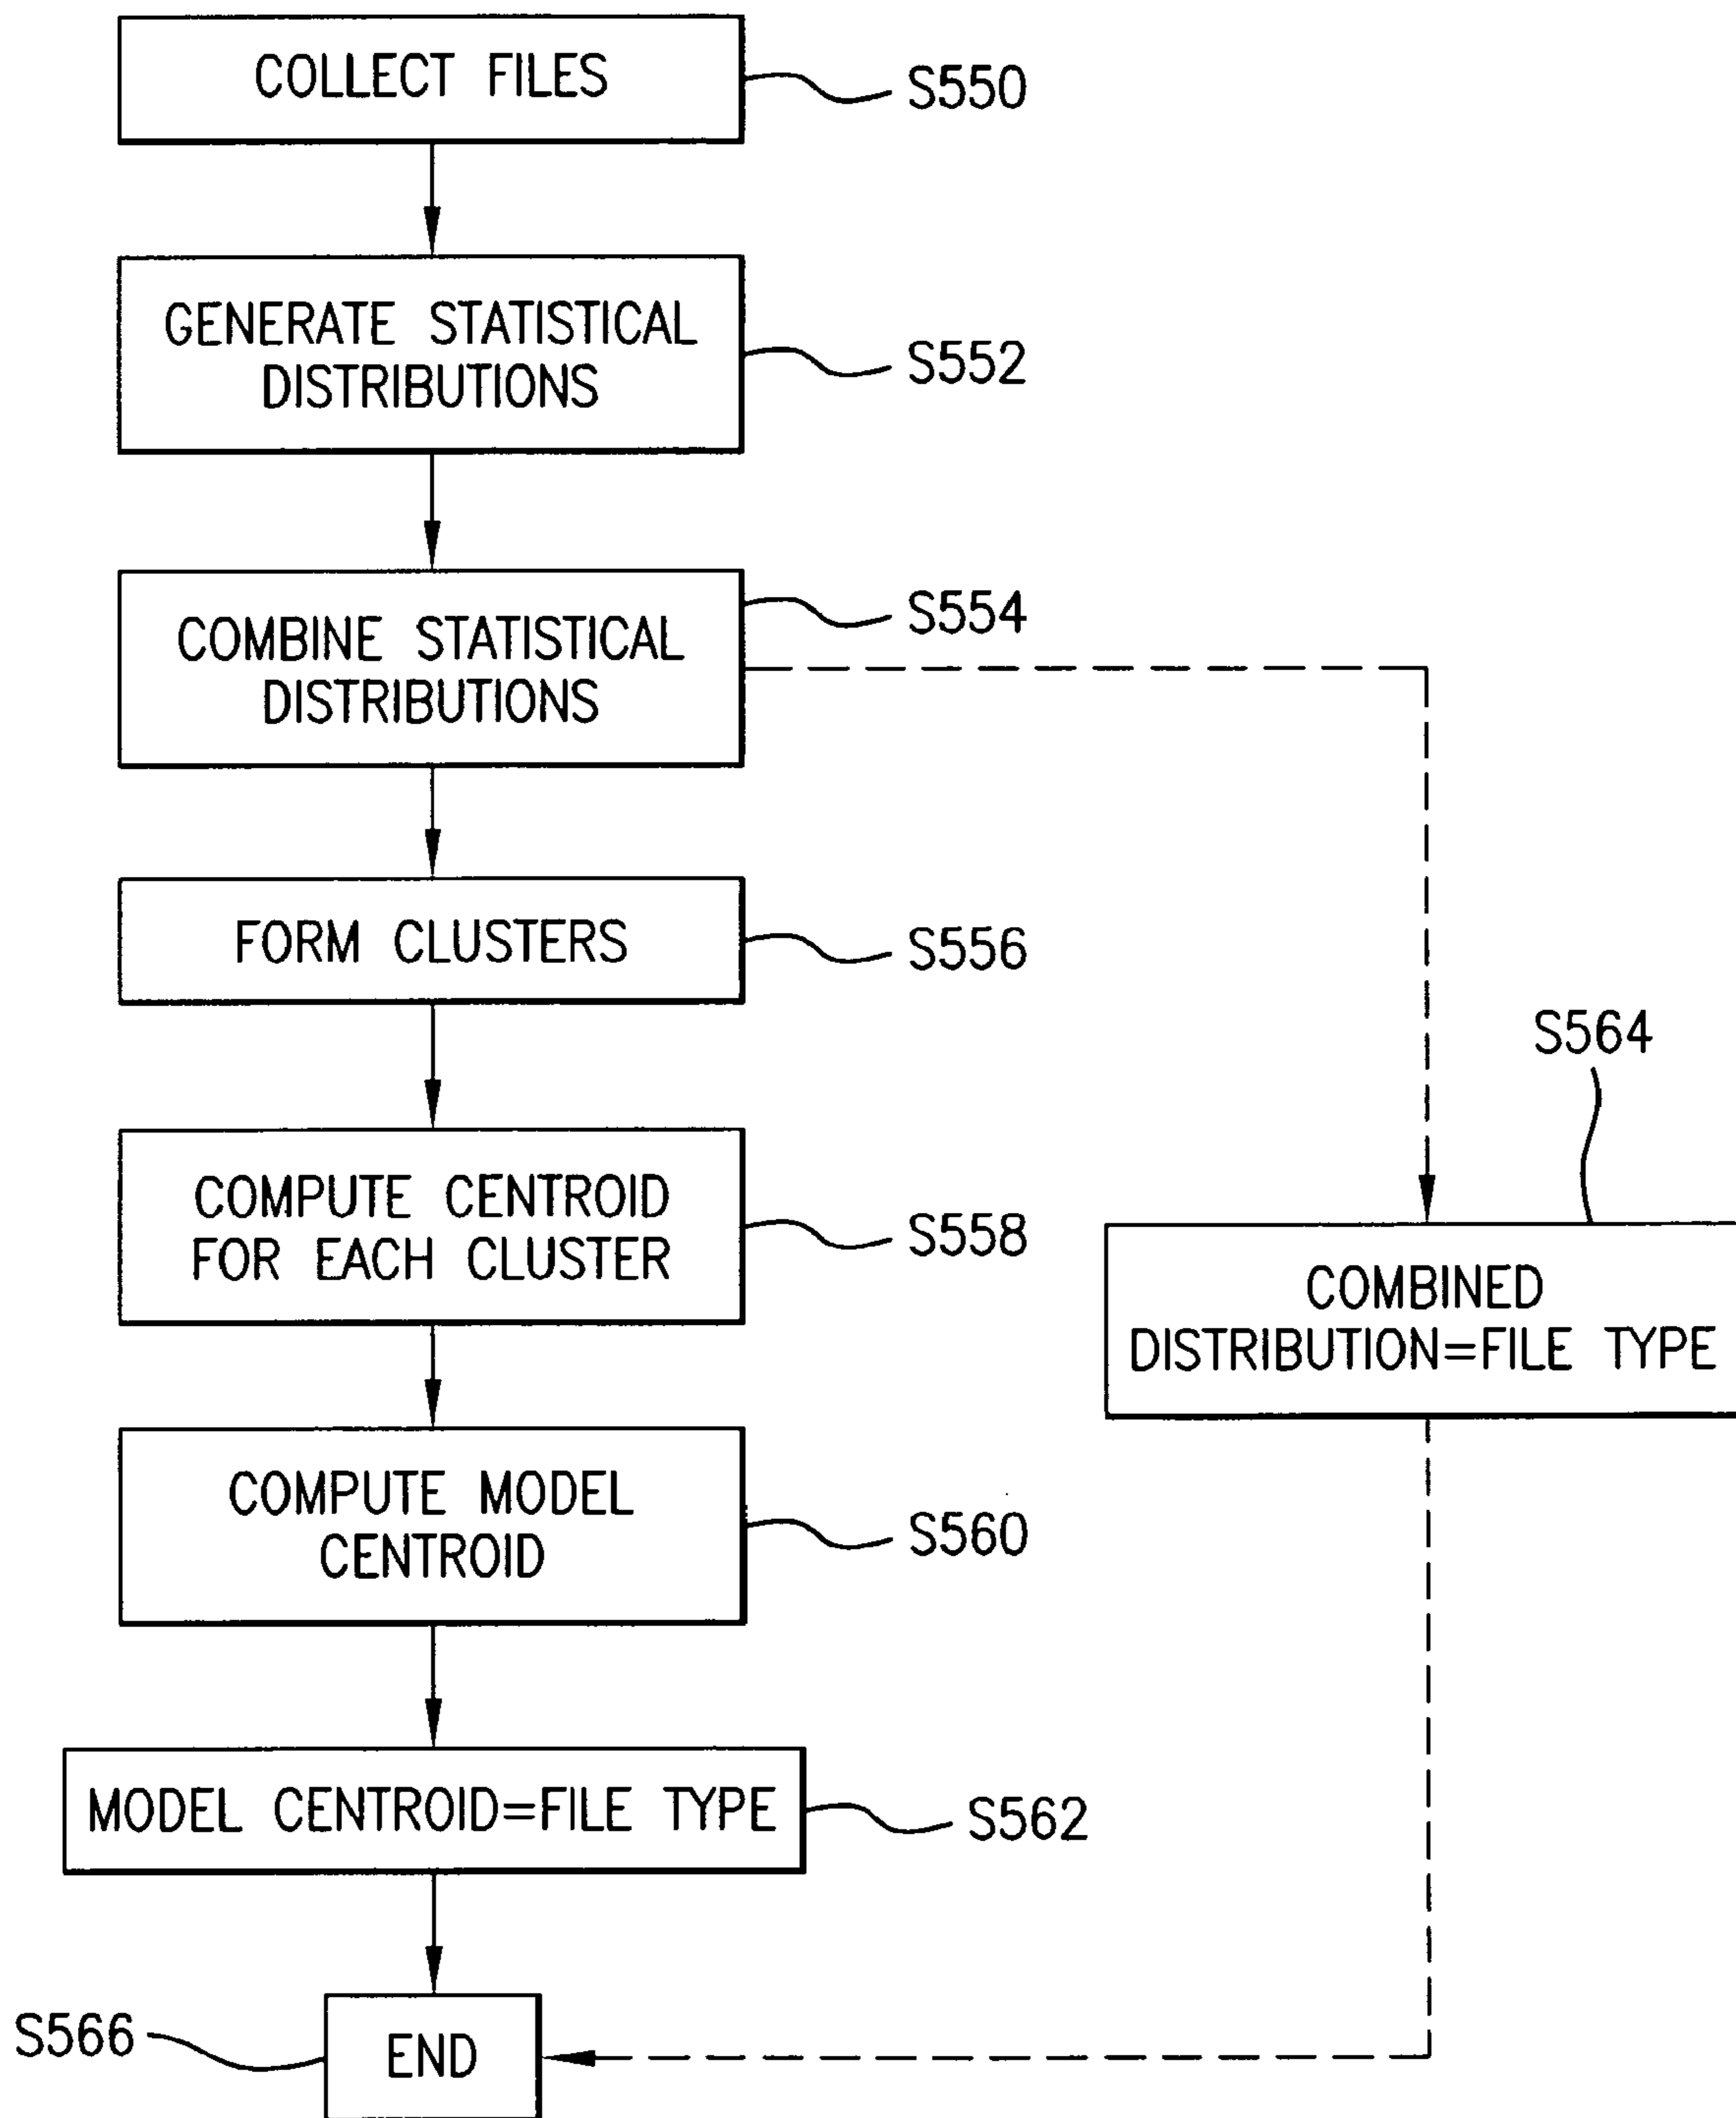 COLLECT FILES
S550
GENERATE STATISTICAL
DISTRIBUTIONS
S552
COMBINE STATISTICAL
DISTRIBUTIONS
S554
FORM CLUSTERS
S556
COMPUTE CENTROID
FOR EACH CLUSTER
S558
S564
COMBINED
DISTRIBUTION=FILE TYPE
COMPUTE MODEL
CENTROID
S560
MODEL CENTROID=FILE TYPE
S562
S566
END